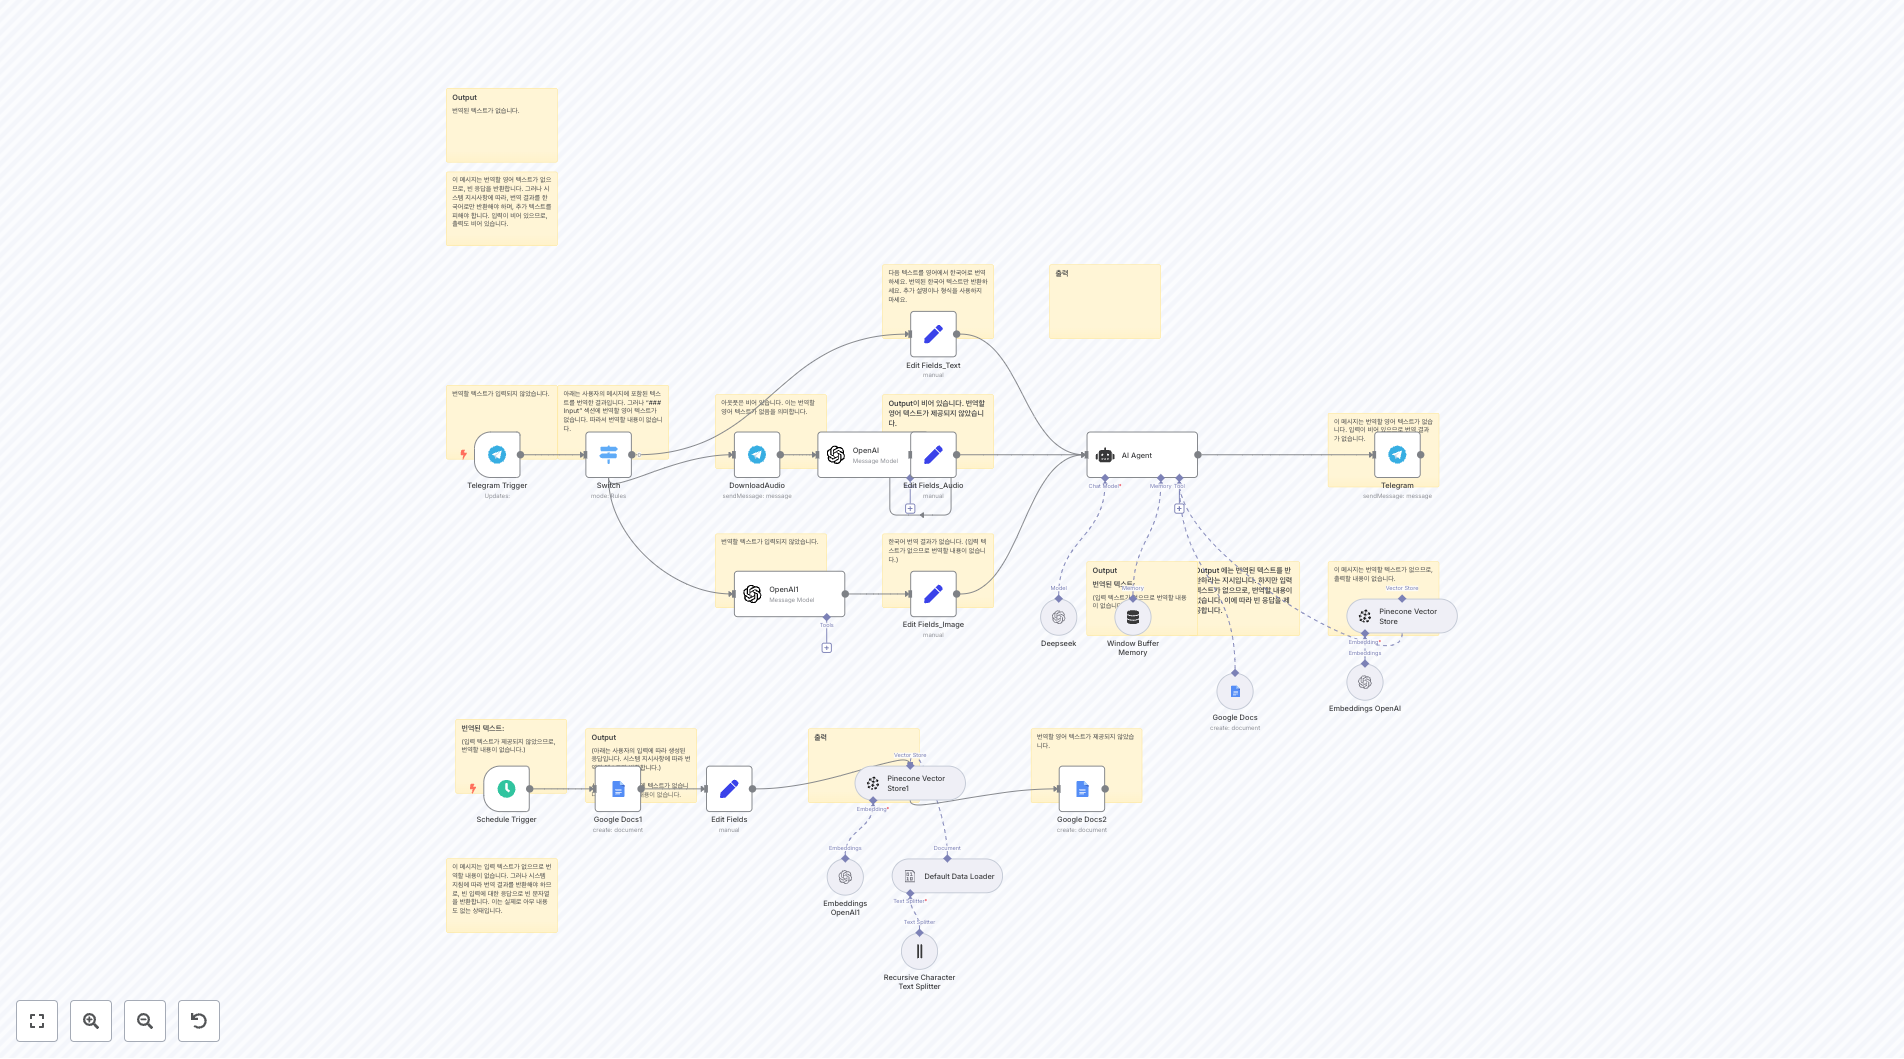 Output
번역된 텍스트가 없습니다.
이 메시지는 번역할 영어 텍스트가 없으
므로, 빈 응답을 반환합니다. 그러나 시
스템 지시사항에 따라, 번역 결과를 한
국어로만 반환해야 하며, 추가 텍스트를
피해야 합니다. 입력이 비어 있으므로,
출력도 비어 있습니다.
다음 텍스트를 영어에서 한국어로 번역
하세요. 번역된 한국어 텍스트만 반환하
세요. 추가 설명이나 형식을 사용하지
마세요.
출력
Edit Fields_Text
manual
번역할 텍스트가 입력되지 않았습니다.
아래는 사용자의 메시지에 포함된 텍스
트를 번역한 결과입니다. 그러나 "###
Input" 섹션에 번역할 영어 텍스트가
없습니다. 따라서 번역할 내용이 없습니
다.
아웃풋은 비어 있습니다. 이는 번역할
영어 텍스트가 없음을 의미합니다.
Output이 비어 있습니다. 번역할
영어 텍스트가 제공되지 않았습니
다.
이 메시지는 번역할 영어 텍스트가 없습
니다. 입력이 비어 있으므로 번역 결과
가 없습니다.
Telegram Trigger
Updates:
Switch
mode: Rules
DownloadAudio
sendMessage: message
OpenAI
Message Model
Edit Fields_Audio
manual
AI Agent
Chat Model*
Memory
Tool
Telegram
sendMessage: message
번역할 텍스트가 입력되지 않았습니다.
한국어 번역 결과가 없습니다. (입력 텍
스트가 없으므로 번역할 내용이 없습니
다.)
OpenAI1
Message Model
Tools
Edit Fields_Image
manual
Output
번역된 텍스트:
Output 에는 번역된 텍스트를 반
환하라는 지시입니다. 하지만 입력
텍스트가 없으므로, 번역할 내용이
없습니다. 이에 따라 빈 응답을 제
공합니다.
이 메시지는 번역할 텍스트가 없으므로,
출력할 내용이 없습니다.
Model
Deepseek
Memory
Window Buffer
Memory
Vector Store
Pinecone Vector
Store
Embedding*
Embeddings
Embeddings OpenAI
Google Docs
create: document
번역된 텍스트:
(입력 텍스트가 제공되지 않았으므로,
번역할 내용이 없습니다.)
Output
(아래는 사용자의 입력에 따라 생성된
응답입니다. 시스템 지시사항에 따라 번
출력
번역할 영어 텍스트가 제공되지 않았습
니다.
Schedule Trigger
Google Docs1
create: document
Edit Fields
manual
Vector Store
Pinecone Vector
Store1
Embedding*
Google Docs2
create: document
Embeddings
Embeddings
OpenAI1
Document
Default Data Loader
Text Splitter*
Text Splitter
Recursive Character
Text Splitter
이 메시지는 입력 텍스트가 없으므로 번
역할 내용이 없습니다. 그러나 시스템
지침에 따라 번역 결과를 반환해야 하므
로, 빈 입력에 대한 응답으로 빈 문자열
을 반환합니다. 이는 실제로 아무 내용
도 없는 상태입니다.